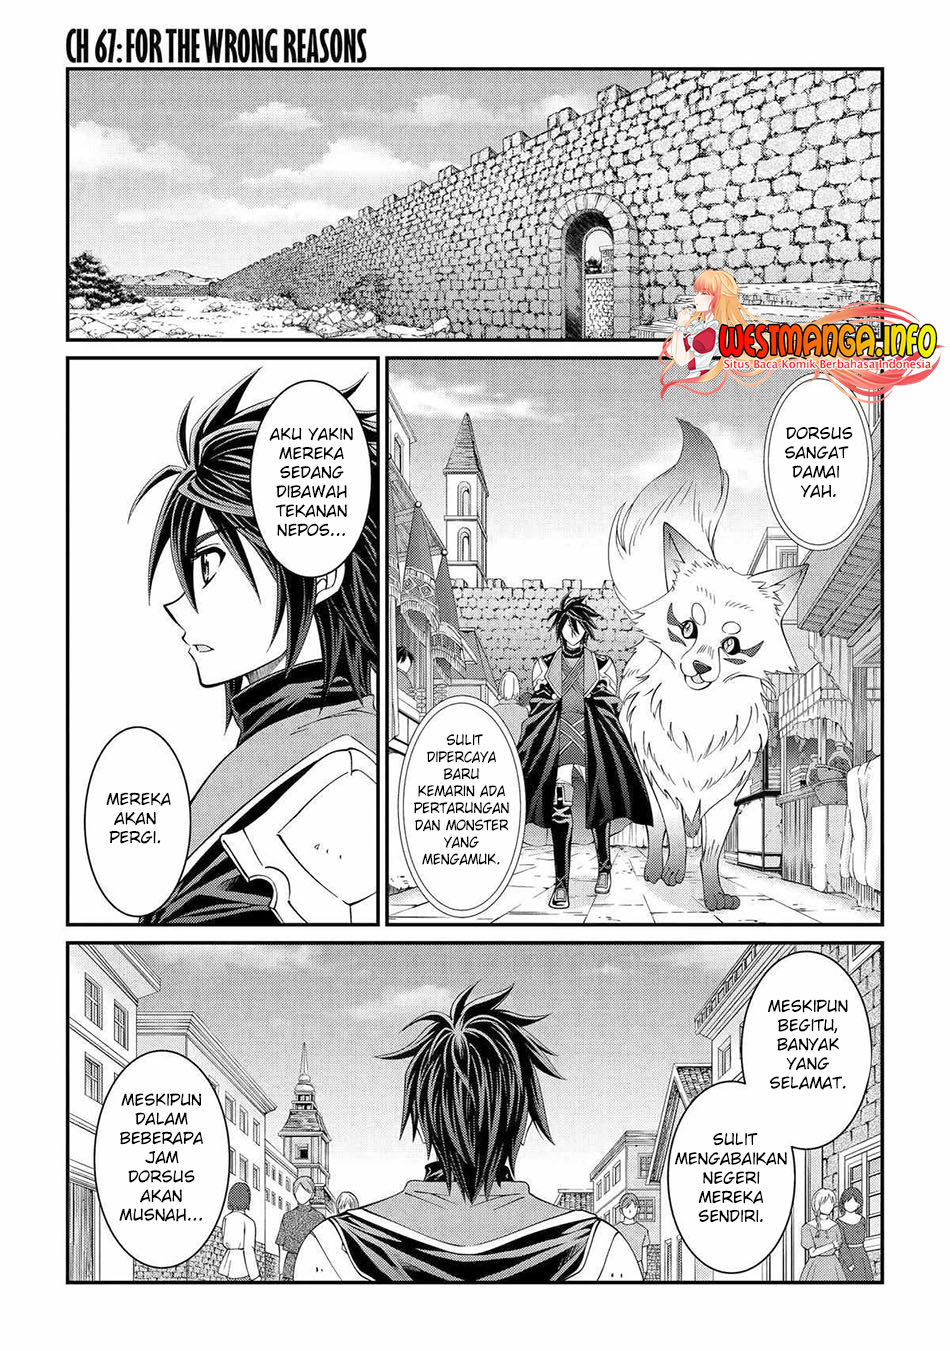 CH 67: FOR THE WRONG REASONS
WESTMANGA.INFO
Situs Baca Komik Berbahasa Indonesia
DORSUS
SANGAT
DAMAI
YAH.
SULIT
DIPERCAYA
BARU
KEMARIN ADA
PERTARUNGAN
DAN MONSTER
YANG
MENGAMUK.
AKU YAKIN
MEREKA
SEDANG
DIBAWAH
TEKANAN
NEPOS...
MEREKA
AKAN
PERGI.
MESKIPUN
BEGITU,
BANYAK
YANG
SELAMAT.
SULIT
MENGABAIKAN
NEGERI
MEREKA
SENDIRI.
MESKIPUN
DALAM
BEBERAPA
JAM
DORSUS
AKAN
MUSNAH...